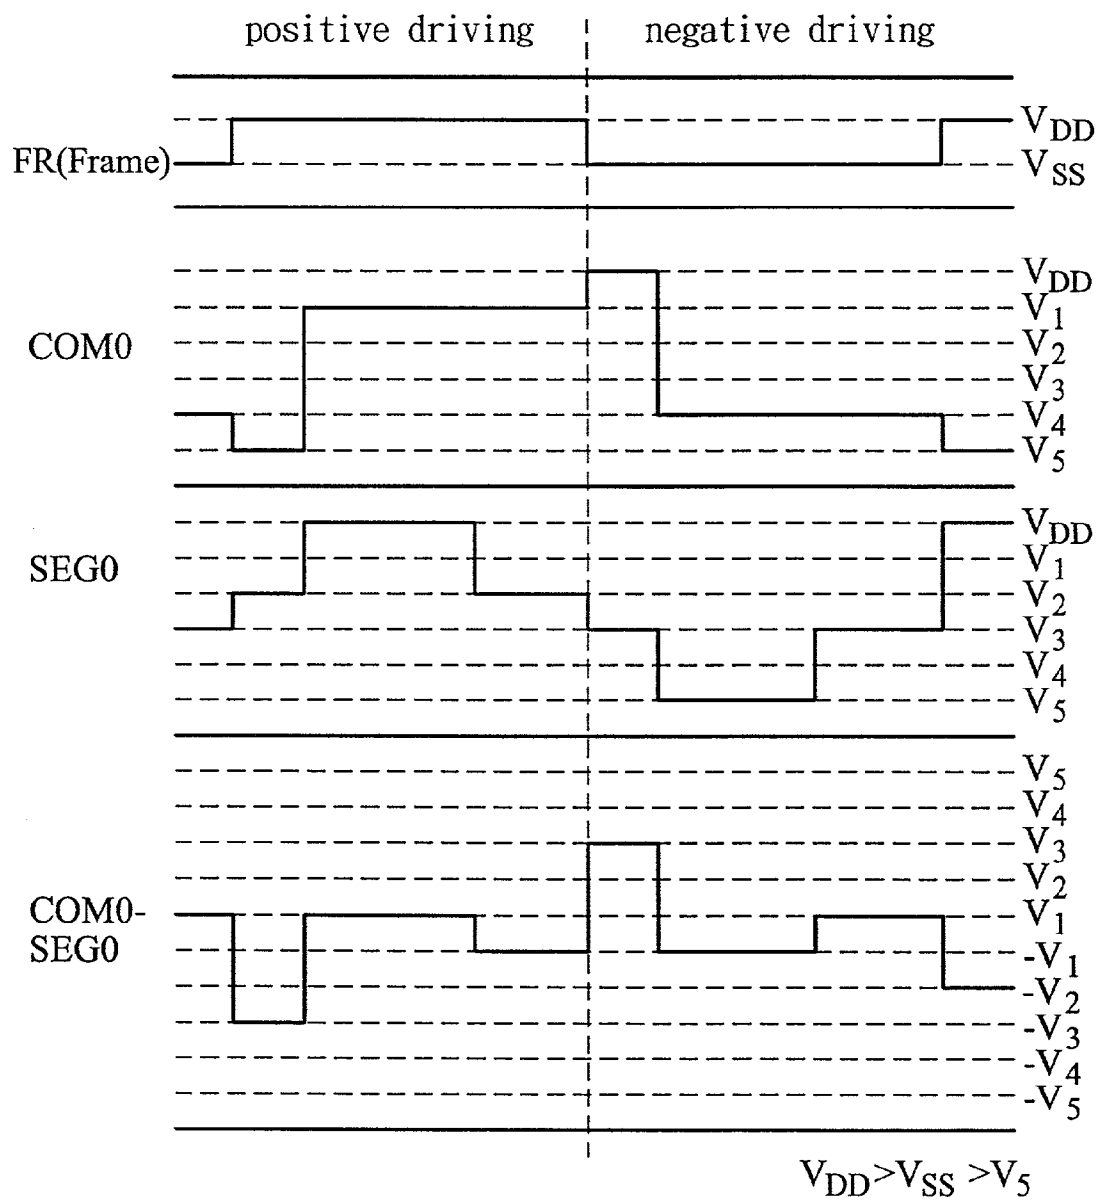 positive driving
negative driving
FR(Frame)
VDD
VSS
COM0
VDD
V1
V2
V3
V4
V5
SEG0
VDD
V1
V2
V3
V4
V5
COM0-
SEG0
V5
V4
V3
V2
V1
-V1
-V2
-V3
-V4
-V5
VDD>VSS >V5